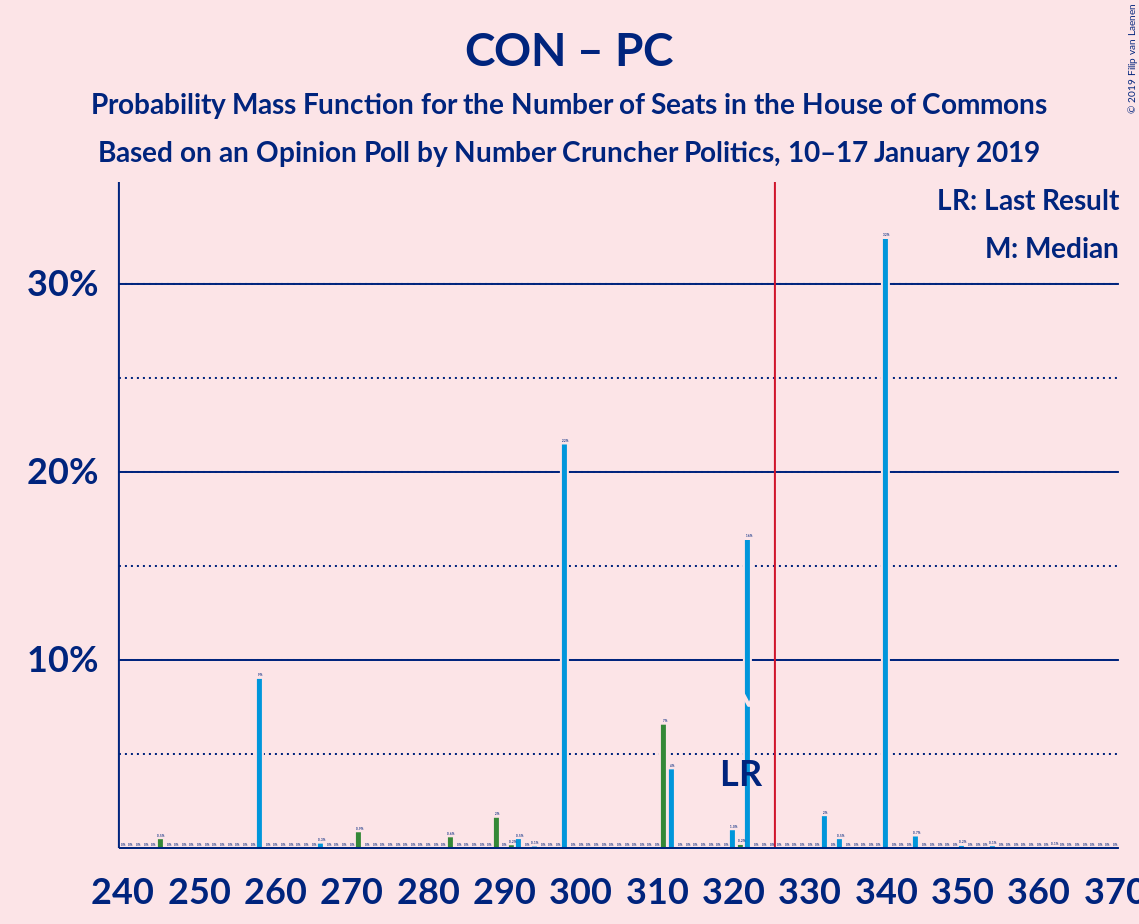 CON – PC
Probability Mass Function for the Number of Seats in the House of Commons
Based on an Opinion Poll by Number Cruncher Politics, 10–17 January 2019
© 2019 Filip van Laenen
LR: Last Result
M: Median
30%
20%
10%
LR
240 250 260 270 280 290 300 310 320 330 340 350 360 370